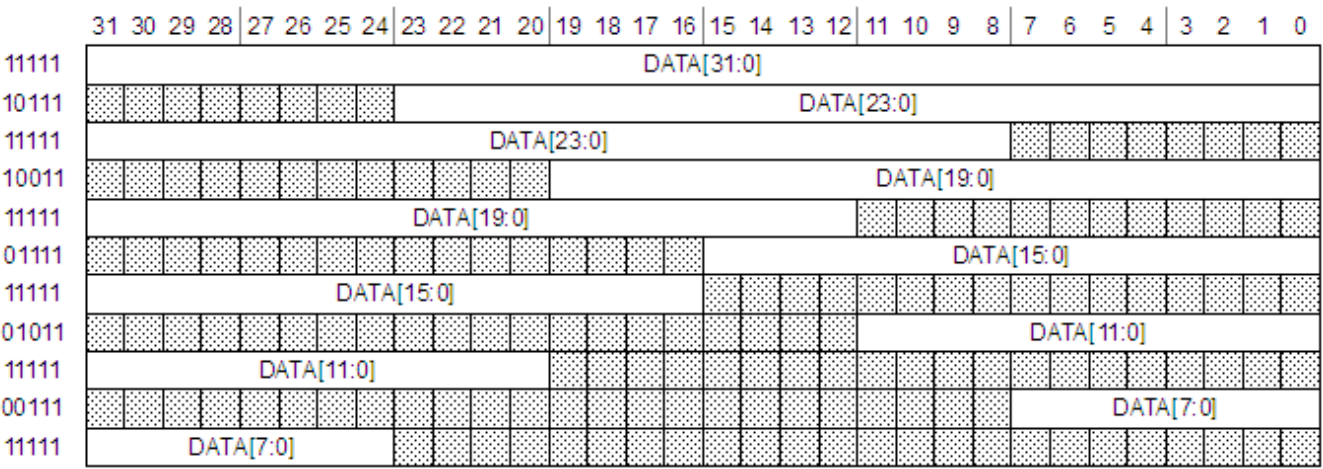 31 30 29 28 27 26 25 24 23 22 21 20 19 18 17 16 15 14 13 12 11 10 9 8 7 6 5 4 3 2 1 0
11111 DATA[31:0]
10111 DATA[23:0]
11111 DATA[23:0]
10011 DATA[19:0]
11111 DATA[19:0]
01111 DATA[15:0]
11111 DATA[15:0]
01011 DATA[11:0]
11111 DATA[11:0]
00111 DATA[7:0]
11111 DATA[7:0]